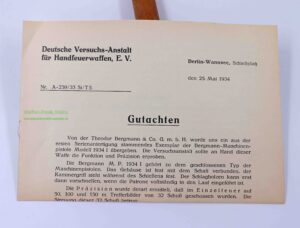 Deutsche Versuchs-Anstalt
für Handfeuerwaffen, E. V.
Berlin-Wannsee,
den 25 Mai 1934
Nr. A-239/33.St/TS
Gutachten
Von der Theodor Bergmann & Co. G. m. b. H. wurde uns ein aus der
ersten Serienanfertigung stammendes Exemplar der Bergmann-Maschinen-
pistole Modell 1934 I übergeben. Die Versuchsanstalt sollte an Hand dieser
Waffe die Funktion und Präzision erproben.
Die Bergmann M. P. 1934 I gehört zu dem geschlossenen Typ der
Maschinenpistolen. Das Gehäuse ist fest mit dem Schaft verbunden, der
Kammergriff steht während des Schießens fest. Der Schlagbolzen kann erst
dann vorschnellen, wenn die Patrone vollständig in den Lauf eingeführt ist.
Die Präzision wurde derart ermittelt, daß im Einzelfeuer auf
50, 100 und 150 m Trefferbilder von 32 Schuß geschossen wurden. Die